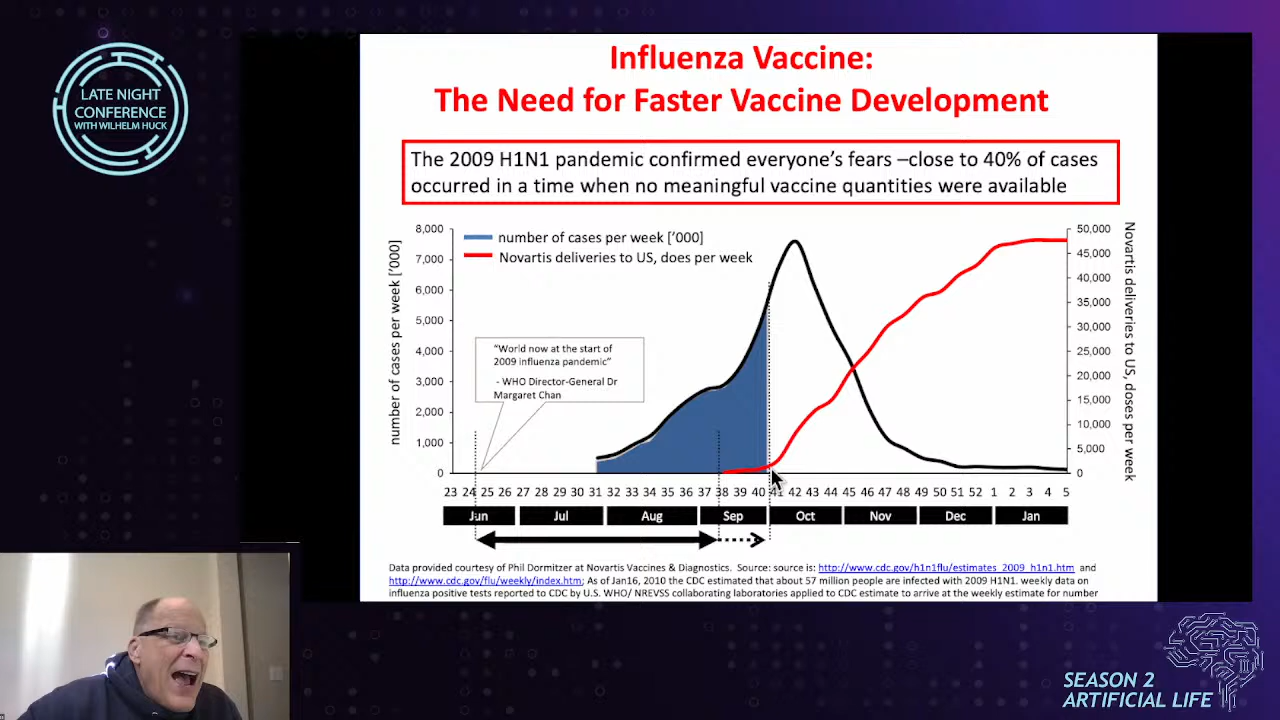 LATE NIGHT
CONFERENCE
WITH WILHELM HUCK
Influenza Vaccine:
The Need for Faster Vaccine Development
The 2009 H1N1 pandemic confirmed everyone's fears –close to 40% of cases
occurred in a time when no meaningful vaccine quantities were available
number of cases per week ['000]
Novartis deliveries to US, does per week
number of cases per week ['000]
8,000
7,000
6,000
5,000
4,000
3,000
2,000
1,000
0
"World now at the start of
2009 influenza pandemic"
- WHO Director-General Dr
Margaret Chan
50,000
45,000
40,000
35,000
30,000
25,000
20,000
15,000
10,000
5,000
0
Novartis deliveries to US, doses per week
23 24 25 26 27 28 29 30 31 32 33 34 35 36 37 38 39 40 41 42 43 44 45 46 47 48 49 50 51 52 1 2 3 4 5
Jun Jul Aug Sep Oct Nov Dec Jan
Data provided courtesy of Phil Dormitzer at Novartis Vaccines & Diagnostics. Source: source is: http://www.cdc.gov/h1n1flu/estimates_2009_h1n1.htm and
http://www.cdc.gov/flu/weekly/index.htm; As of Jan16, 2010 the CDC estimated that about 57 million people are infected with 2009 H1N1. weekly data on
influenza positive tests reported to CDC by U.S. WHO/ NREVSS collaborating laboratories applied to CDC estimate to arrive at the weekly estimate for number
SEASON 2
ARTIFICIAL LIFE